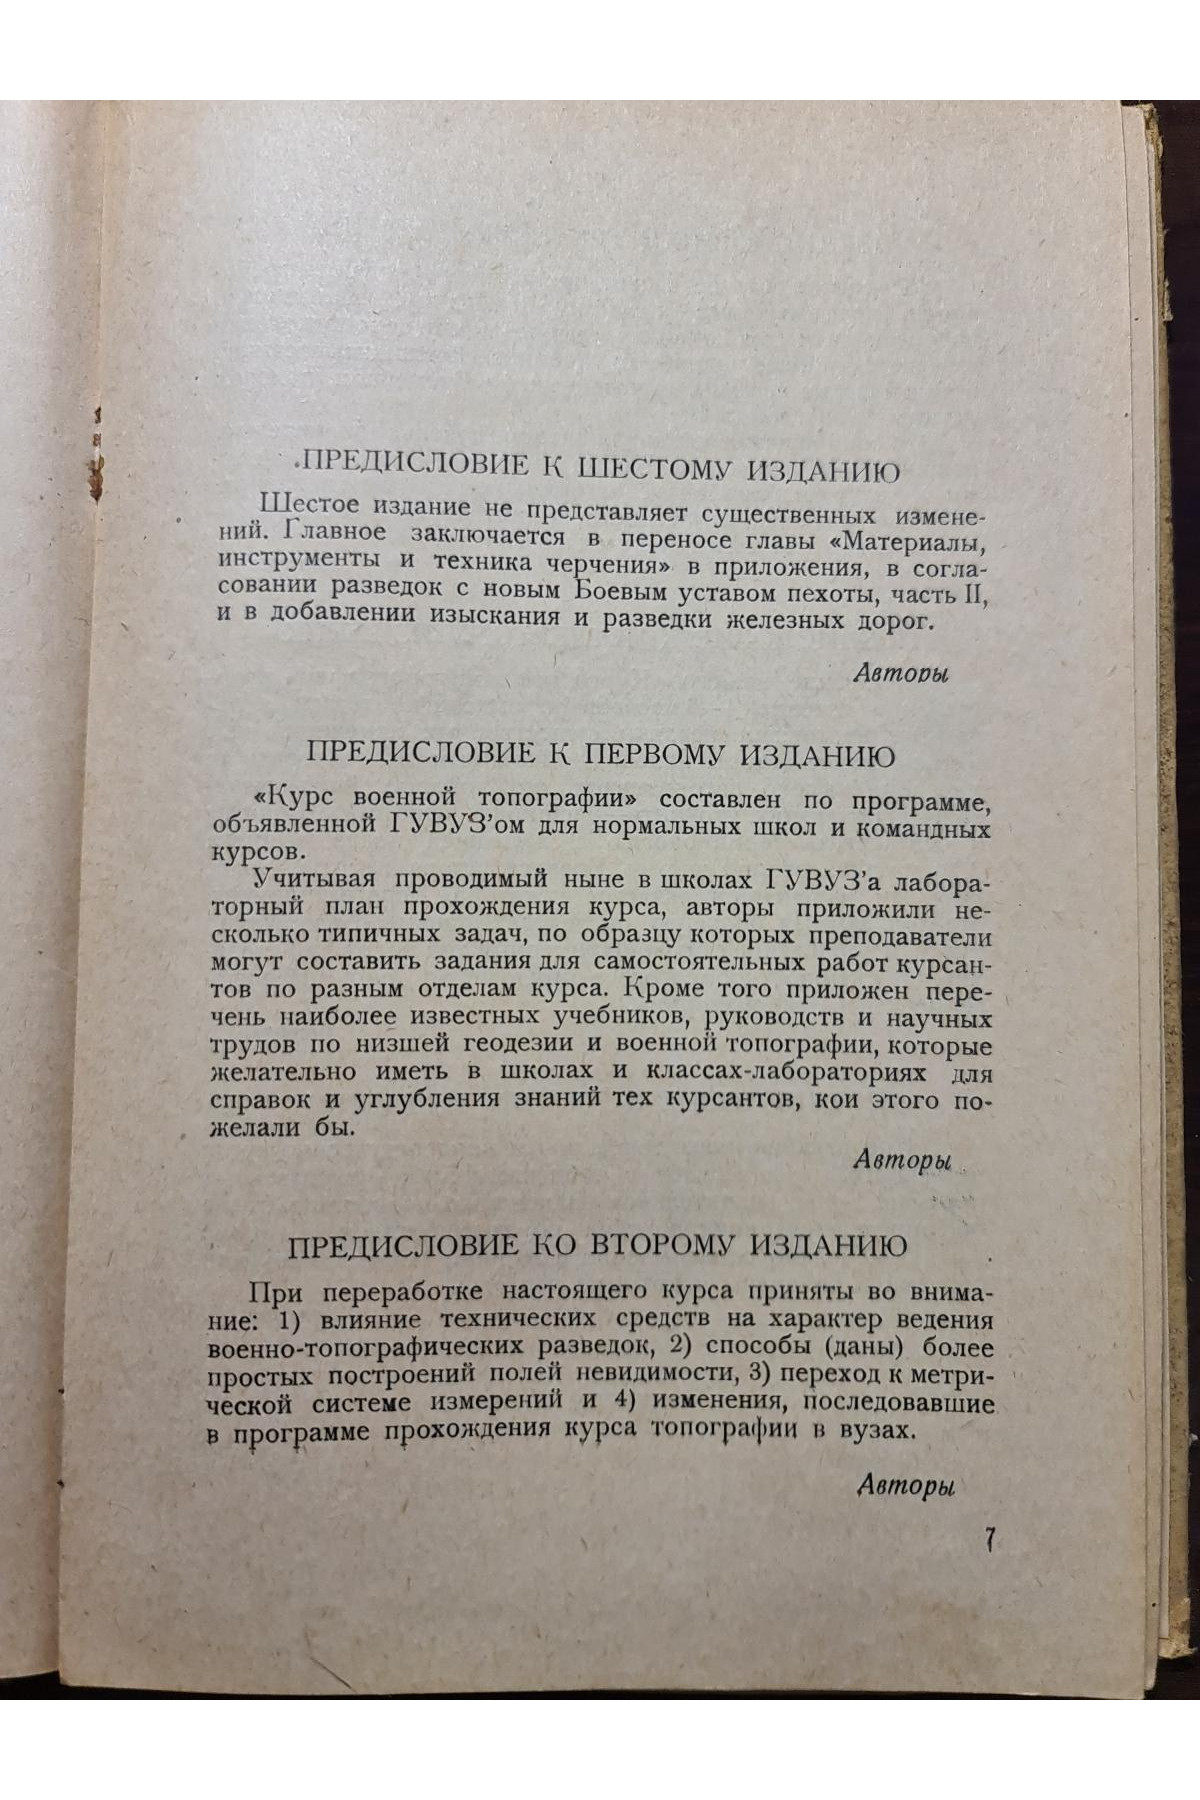 ПРЕДИСЛОВИЕ К ШЕСТОМУ ИЗДАНИЮ
Шестое издание не представляет существенных измене-
ний. Главное заключается в переносе главы «Материалы,
инструменты и техника черчения» в приложения, в согла-
совании разведок с новым Боевым уставом пехоты, часть II,
и в добавлении изыскания и разведки железных дорог.
Авторы
ПРЕДИСЛОВИЕ К ПЕРВОМУ ИЗДАНИЮ
«Курс военной топографии» составлен по программе,
объявленной ГУВУЗ’ом для нормальных школ и командных
курсов.
Учитывая проводимый ныне в школах ГУВУЗ’а лабора-
торный план прохождения курса, авторы приложили не-
сколько типичных задач, по образцу которых преподаватели
могут составить задания для самостоятельных работ курсан-
тов по разным отделам курса. Кроме того приложен пере-
чень наиболее известных учебников, руководств и научных
трудов по низшей геодезии и военной топографии, которые
желательно иметь в школах и классах-лабораториях для
справок и углубления знаний тех курсантов, кои этого по-
желали бы.
Авторы
ПРЕДИСЛОВИЕ КО ВТОРОМУ ИЗДАНИЮ
При переработке настоящего курса приняты во внима-
ние: 1) влияние технических средств на характер ведения
военно-топографических разведок, 2) способы (даны) более
простых построений полей невидимости, 3) переход к метри-
ческой системе измерений и 4) изменения, последовавшие
в программе прохождения курса топографии в вузах.
Авторы
7